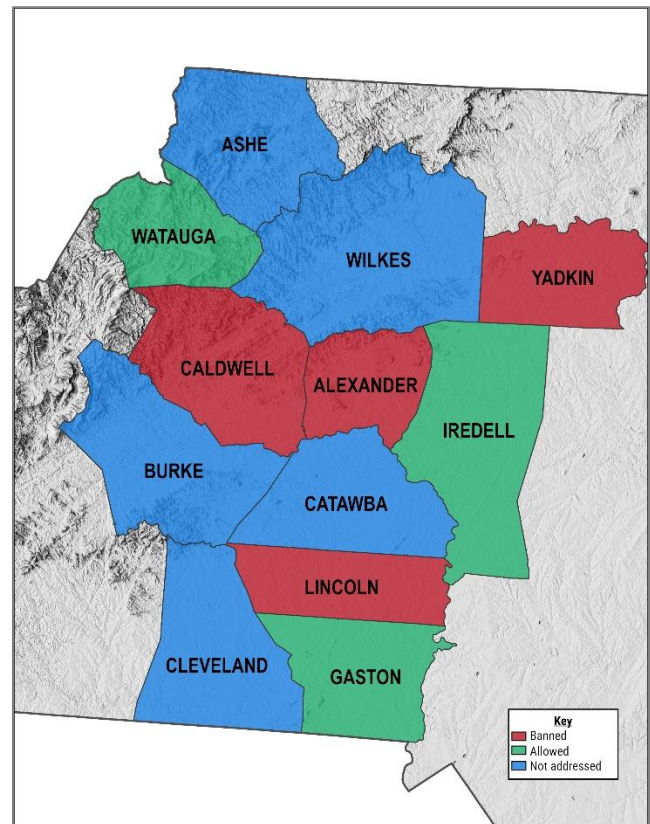 ASHE
WATAUGA
WILKES
YADKIN
CALDWELL
ALEXANDER
IREDELL
BURKE
CATAWBA
LINCOLN
CLEVELAND
GASTON
Key
Banned
Allowed
Not addressed